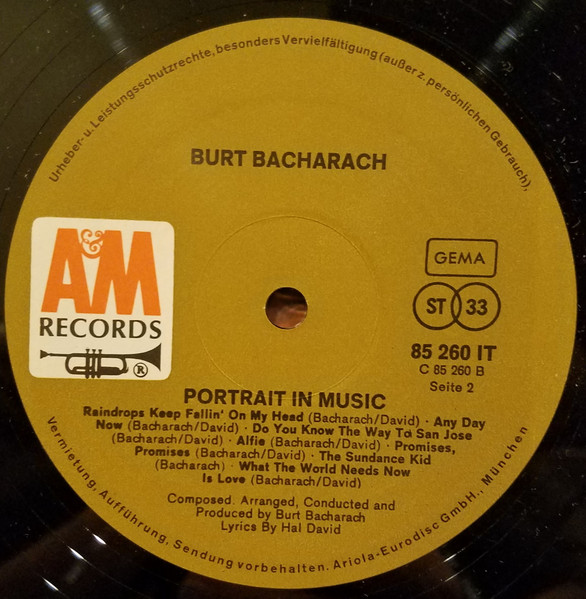 Urheber- u. Leistungsschutzrechte, besonders Vervielfältigung (außer z. persönlichen Gebrauch),
BURT BACHARACH
A&M
RECORDS
®
GEMA
ST 33
85 260 IT
C 85 260 B
Seite 2
PORTRAIT IN MUSIC
Raindrops Keep Fallin' On My Head (Bacharach/David) · Any Day
Now (Bacharach/David) · Do You Know The Way To San Jose
(Bacharach/David) · Alfie (Bacharach/David) · Promises,
Promises (Bacharach/David) · The Sundance Kid
(Bacharach) · What The World Needs Now
Is Love (Bacharach/David)
Composed. Arranged, Conducted and
Produced by Burt Bacharach
Lyrics By Hal David
Vermietung, Aufführung, Sendung vorbehalten. Ariola-Eurodisc GmbH., München